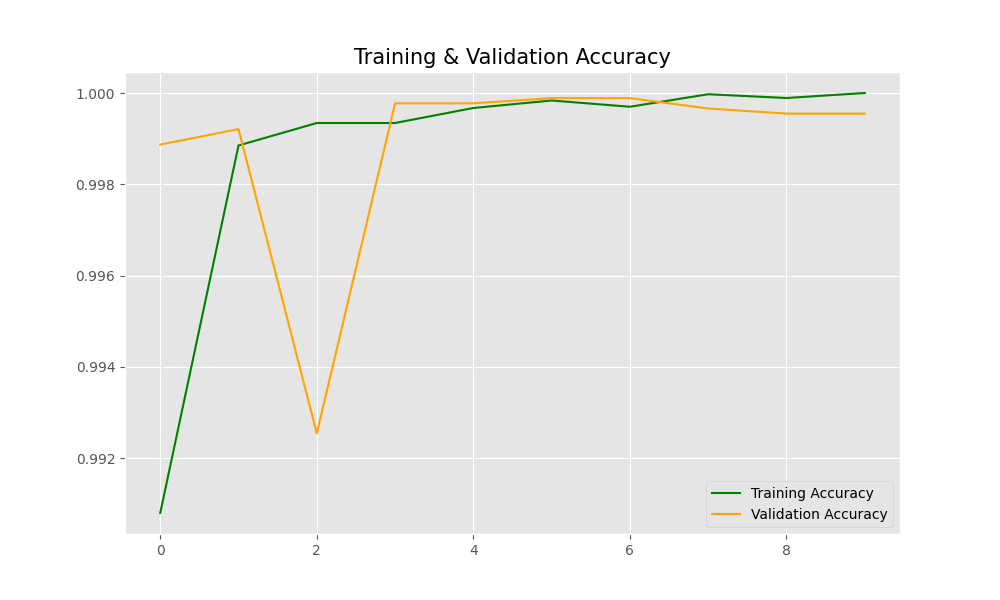 Training & Validation Accuracy
1.000
0.998
0.996
0.994
0.992
0 2 4 6 8
Training Accuracy
Validation Accuracy